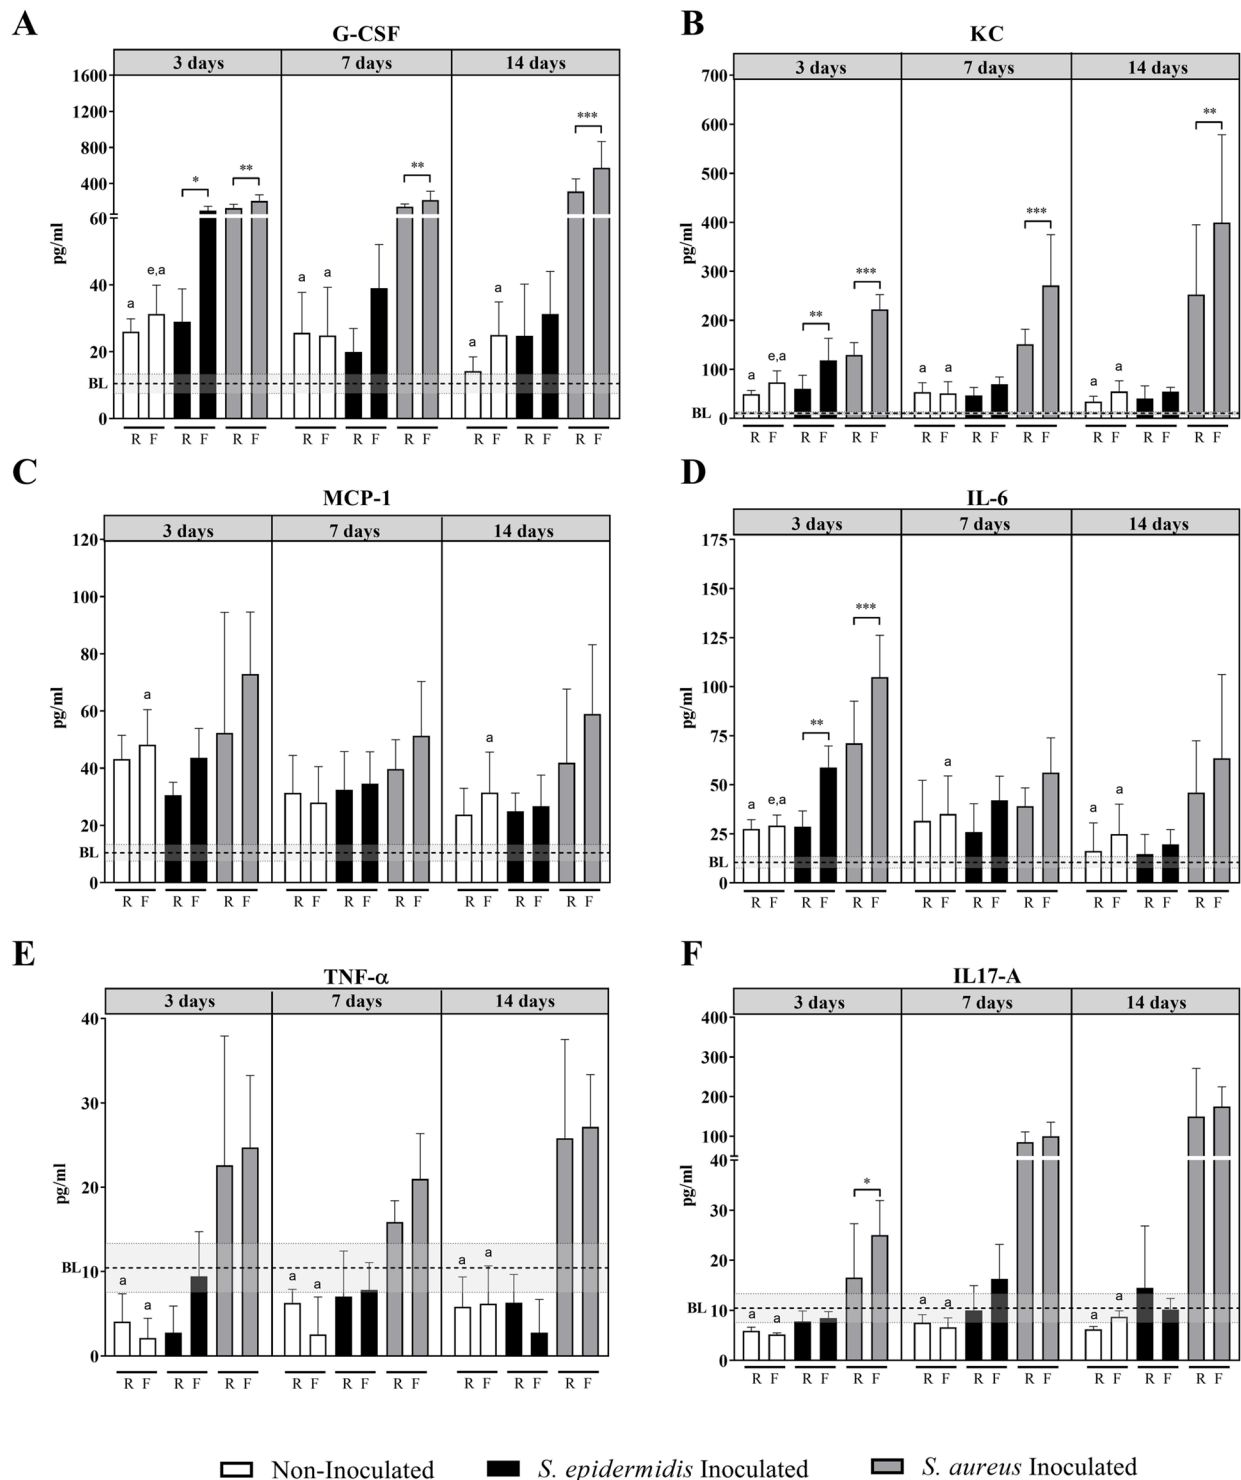 A
G-CSF
3 days 7 days 14 days
1600
1200
800
400
60
40
20
0
pg/ml
BL
a e,a * ** a a ** a a ***
R F R F R F R F R F R F R F R F R F
B
KC
3 days 7 days 14 days
700
600
500
400
300
200
100
0
pg/ml
BL
a e,a ** *** a a *** a a **
R F R F R F R F R F R F R F R F R F
C
MCP-1
3 days 7 days 14 days
120
100
80
60
40
20
0
pg/ml
BL
a a
R F R F R F R F R F R F R F R F R F
D
IL-6
3 days 7 days 14 days
175
150
125
100
75
50
25
0
pg/ml
BL
a e,a ** *** a a a
R F R F R F R F R F R F R F R F R F
E
TNF-α
3 days 7 days 14 days
40
30
20
10
0
pg/ml
BL
a a a a a a
R F R F R F R F R F R F R F R F R F
F
IL17-A
3 days 7 days 14 days
400
300
200
100
40
30
20
10
0
pg/ml
BL
a a * a a a
R F R F R F R F R F R F R F R F R F
Non-Inoculated S. epidermidis Inoculated S. aureus Inoculated